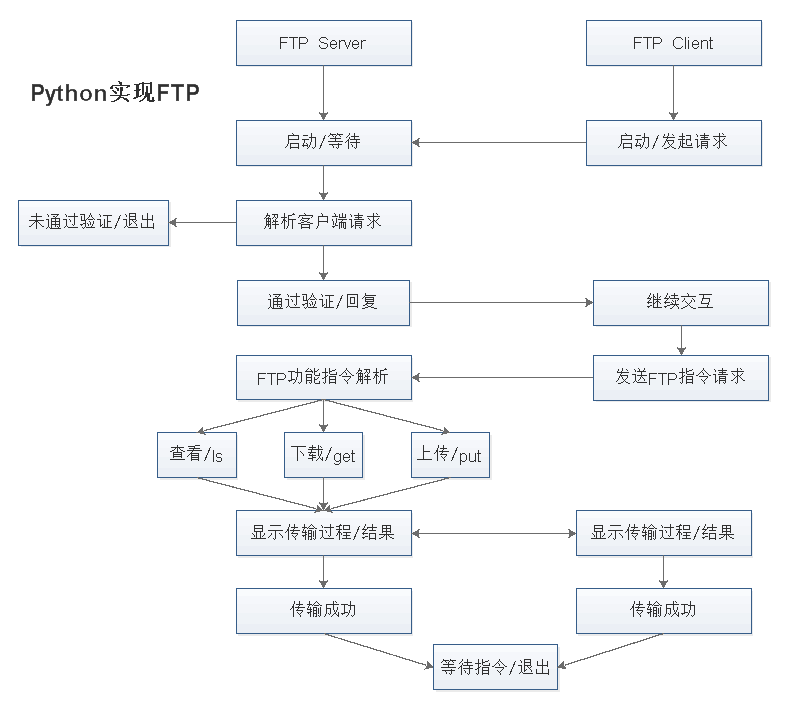 FTP Server
FTP Client
Python实现FTP
启动/等待
启动/发起请求
未通过验证/退出
解析客户端请求
通过验证/回复
继续交互
FTP功能指令解析
发送FTP指令请求
查看/ls
下载/get
上传/put
显示传输过程/结果
显示传输过程/结果
传输成功
传输成功
等待指令/退出